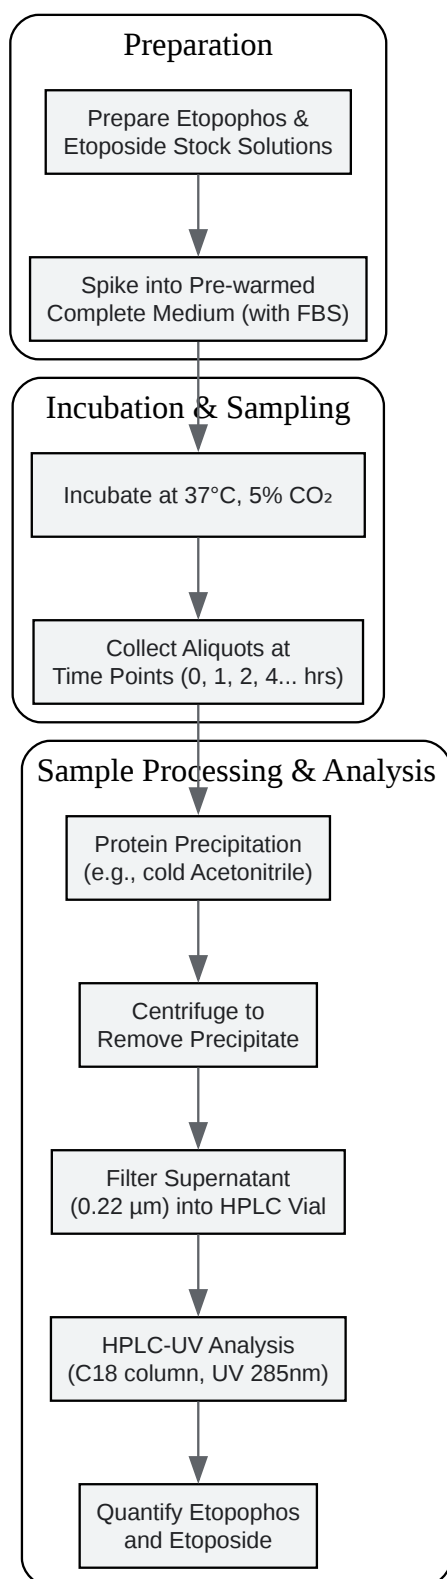 Preparation
Prepare Etopophos &
Etoposide Stock Solutions
Spike into Pre-warmed
Complete Medium (with FBS)
Incubation & Sampling
Incubate at 37°C, 5% CO₂
Collect Aliquots at
Time Points (0, 1, 2, 4... hrs)
Sample Processing & Analysis
Protein Precipitation
(e.g., cold Acetonitrile)
Centrifuge to
Remove Precipitate
Filter Supernatant
(0.22 µm) into HPLC Vial
HPLC-UV Analysis
(C18 column, UV 285nm)
Quantify Etopophos
and Etoposide